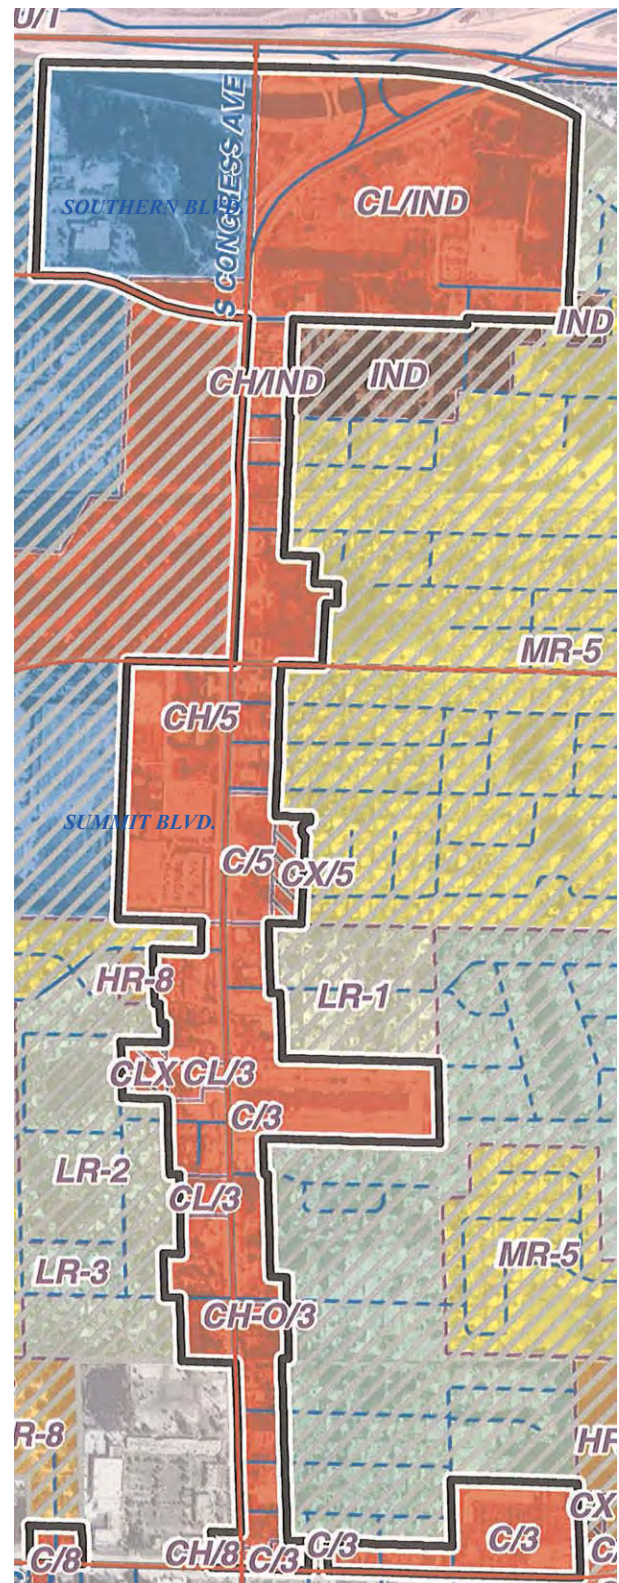 U/T
S CONGRESS AVE
SOUTHERN BLVD.
CL/IND
IND
CH/IND
IND
MR-5
CH/5
SUMMIT BLVD.
C/5
CX/5
HR-8
LR-1
CLX
CL/3
C/3
LR-2
CL/3
MR-5
LR-3
CH-O/3
R-8
HR
CX
C/3
C/3
C/8
CH/8
C/3
C/